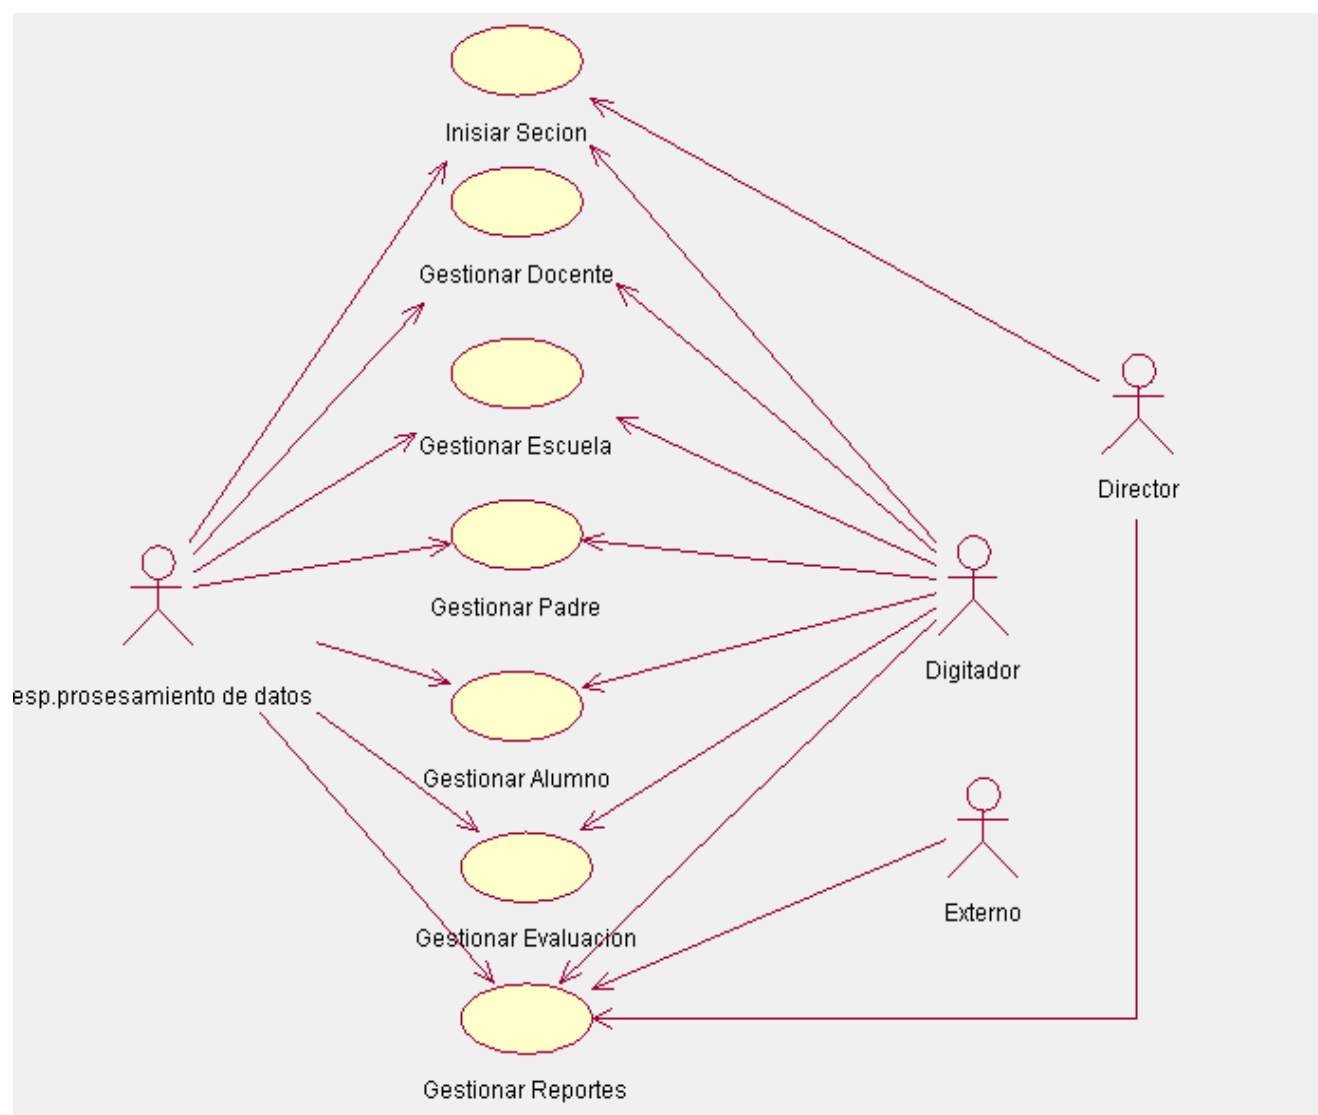 Inisiar Secion
Gestionar Docente
Gestionar Escuela
Director
Gestionar Padre
Digitador
esp.prosesamiento de datos
Gestionar Alumno
Externo
Gestionar Evaluacion
Gestionar Reportes